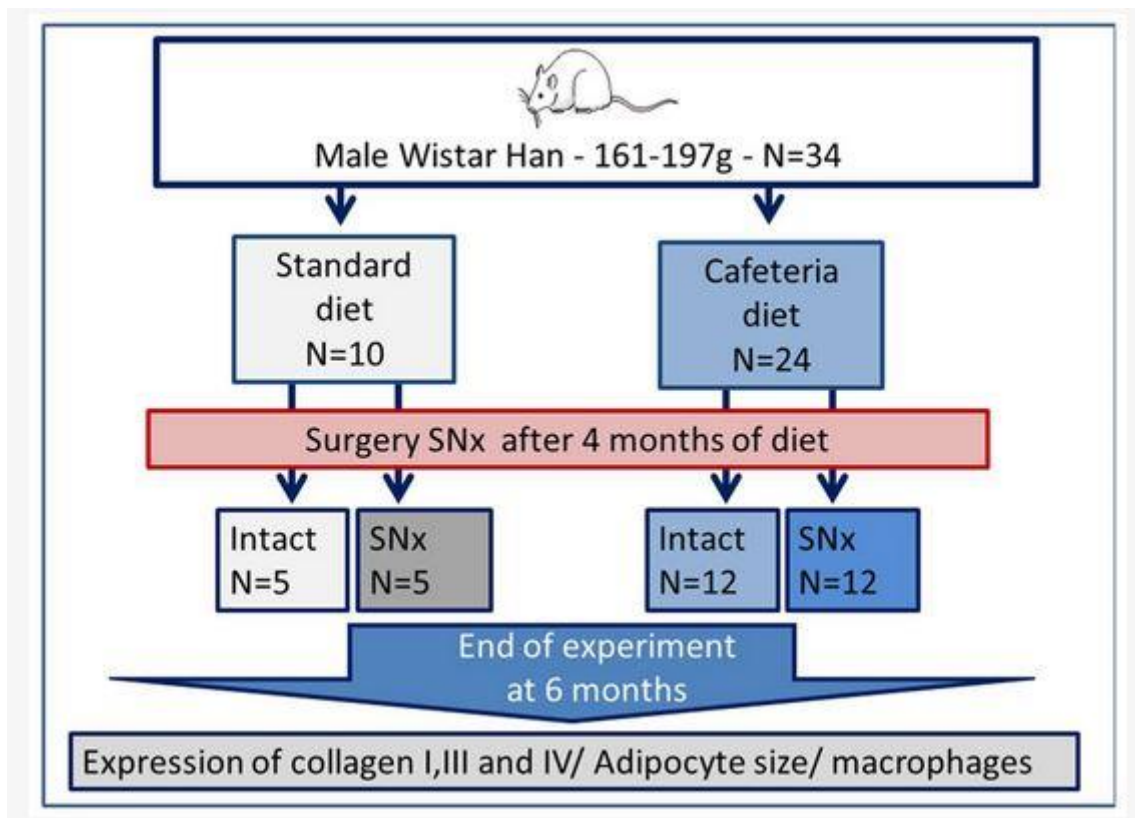 Male Wistar Han - 161-197g - N=34
Standard
diet
N=10
Cafeteria
diet
N=24
Surgery SNx after 4 months of diet
Intact
N=5
SNx
N=5
Intact
N=12
SNx
N=12
End of experiment
at 6 months
Expression of collagen I,III and IV/ Adipocyte size/ macrophages